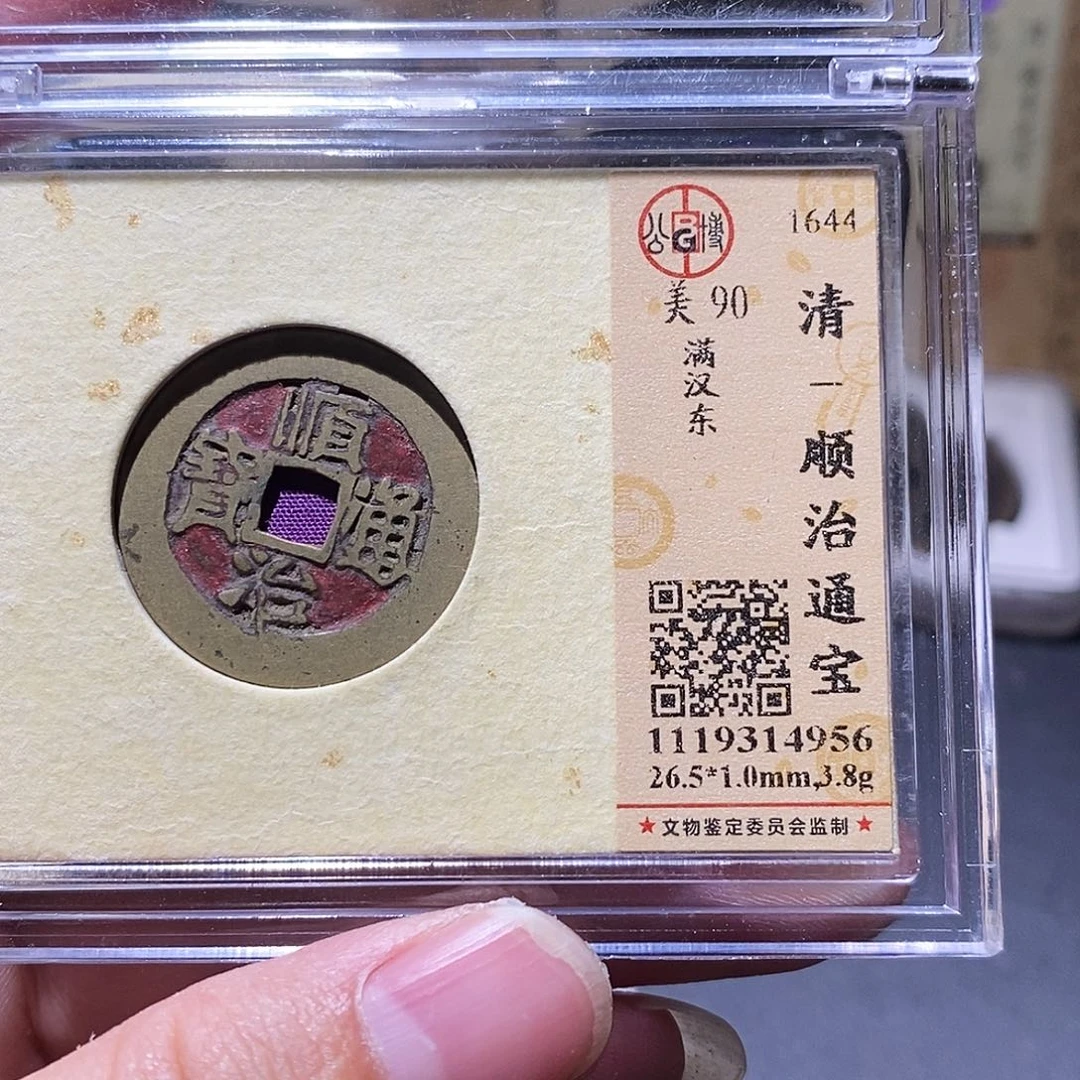 順治通寶
公 博
BG
1644
美 90
满汉东
清-顺治通宝
1119314956
26.5*1.0mm,3.8g
★文物鉴定委员会监制★